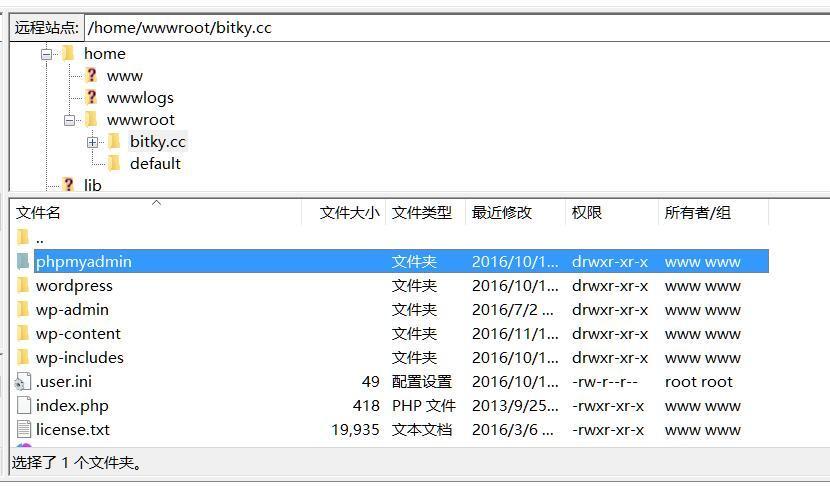 远程站点: /home/wwwroot/bitky.cc
home
www
wwwlogs
wwwroot
bitky.cc
default
lib
文件名 文件大小 文件类型 最近修改 权限 所有者/组
..
phpmyadmin 文件夹 2016/10/1... drwxr-xr-x www www
wordpress 文件夹 2016/10/1... drwxr-xr-x www www
wp-admin 文件夹 2016/7/2 ... drwxr-xr-x www www
wp-content 文件夹 2016/11/1... drwxr-xr-x www www
wp-includes 文件夹 2016/10/1... drwxr-xr-x www www
.user.ini 49 配置设置 2016/10/1... -rw-r--r-- root root
index.php 418 PHP 文件 2013/9/25... -rwxr-xr-x www www
license.txt 19,935 文本文档 2016/3/6 ... -rwxr-xr-x www www
选择了 1 个文件夹。